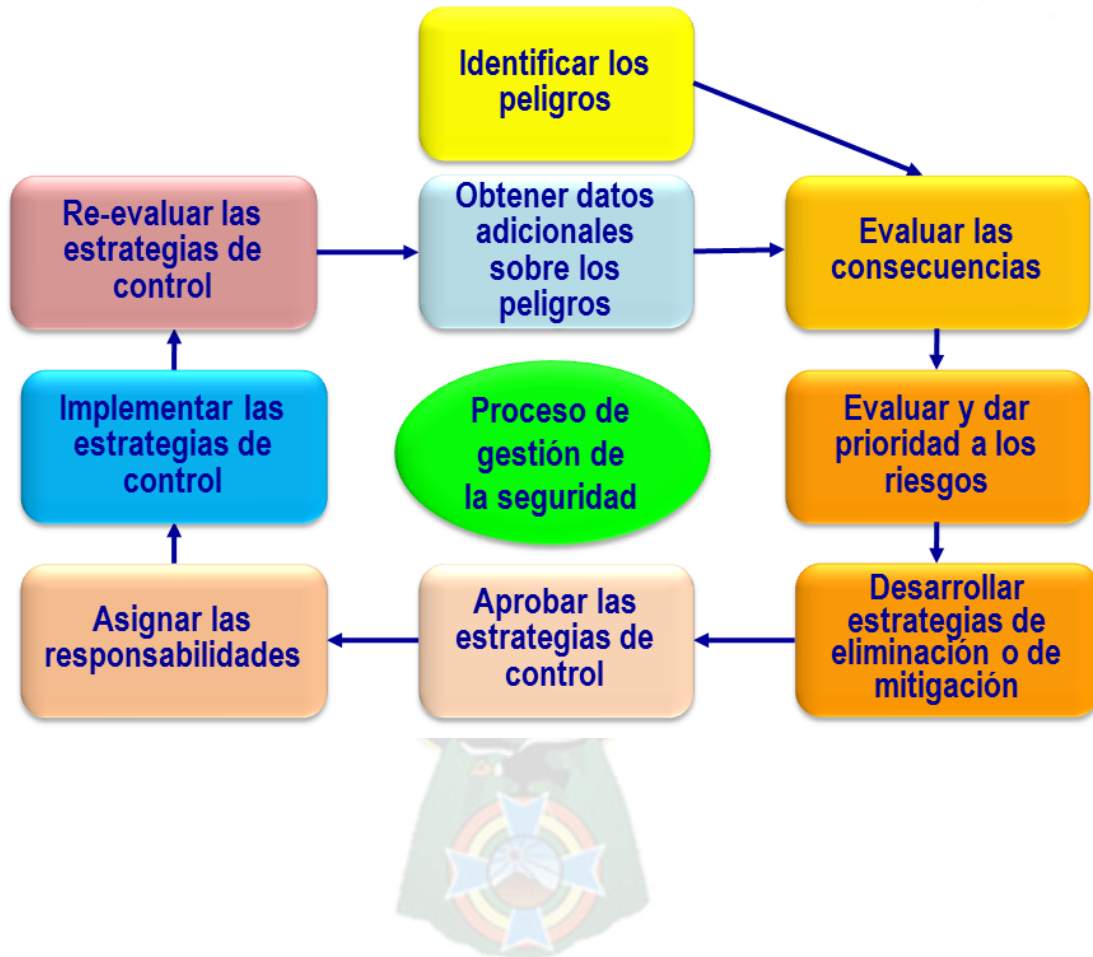 Identificar los
peligros
Re-evaluar las
estrategias de
control
Obtener datos
adicionales
sobre los
peligros
Evaluar las
consecuencias
Implementar las
estrategias de
control
Proceso de
gestión de
la seguridad
Evaluar y dar
prioridad a los
riesgos
Asignar las
responsabilidades
Aprobar las
estrategias de
control
Desarrollar
estrategias de
eliminación o de
mitigación